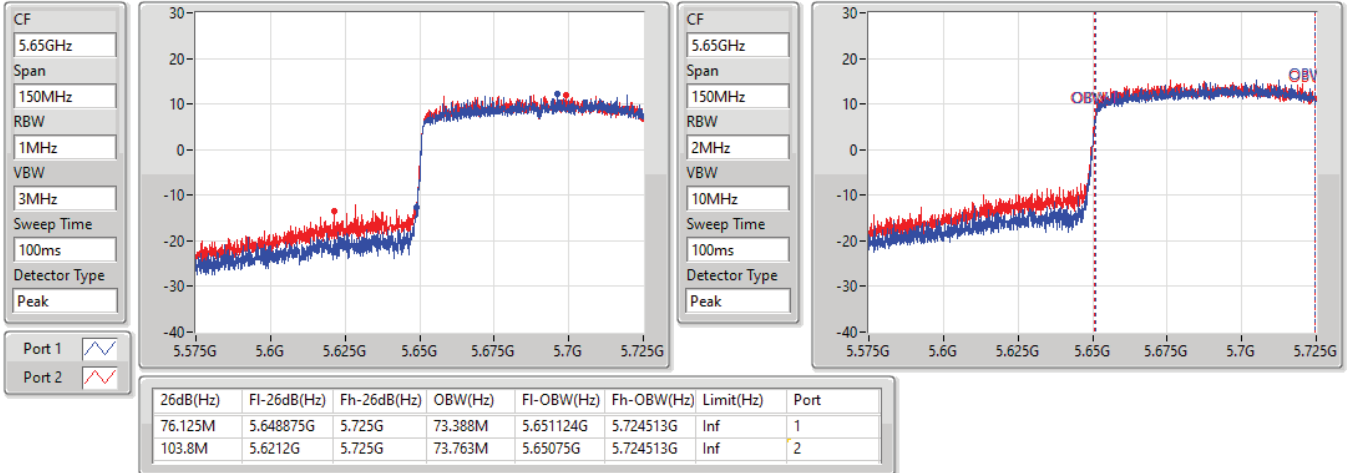 CF
5.65GHz
Span
150MHz
RBW
1MHz
VBW
3MHz
Sweep Time
100ms
Detector Type
Peak
Port 1
Port 2
30
20
10
0
-10
-20
-30
-40
5.575G 5.6G 5.625G 5.65G 5.675G 5.7G 5.725G
CF
5.65GHz
Span
150MHz
RBW
2MHz
VBW
10MHz
Sweep Time
100ms
Detector Type
Peak
30
20
10
0
-10
-20
-30
-40
OBW
OBW
5.575G 5.6G 5.625G 5.65G 5.675G 5.7G 5.725G
26dB(Hz) Fl-26dB(Hz) Fh-26dB(Hz) OBW(Hz) Fl-OBW(Hz) Fh-OBW(Hz) Limit(Hz) Port
76.125M 5.648875G 5.725G 73.388M 5.651124G 5.724513G Inf 1
103.8M 5.6212G 5.725G 73.763M 5.65075G 5.724513G Inf 2